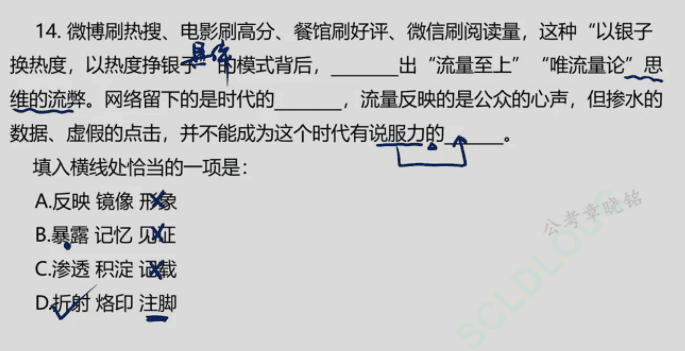 14. 微博刷热搜、电影刷高分、餐馆刷好评、微信刷阅读量，这种“以银子
具体
换热度，以热度挣银子”的模式背后，_______出“流量至上”“唯流量论”思
维的流弊。网络留下的是时代的_______，流量反映的是公众的心声，但掺水的
数据、虚假的点击，并不能成为这个时代有说服力的_______。
填入横线处恰当的一项是：
A.反映 镜像 形象
B.暴露 记忆 见证
C.渗透 积淀 记载
D.折射 烙印 注脚
公考章晓铭